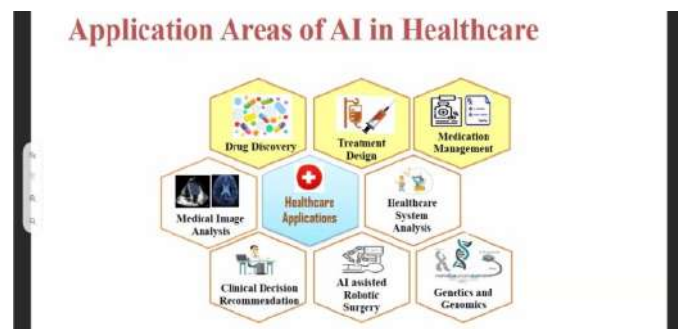 Application Areas of AI in Healthcare
Drug Discovery
Treatment
Design
Medication
Management
Medical Image
Analysis
Healthcare
Applications
Healthcare
System
Analysis
Clinical Decision
Recommendation
AI assisted
Robotic
Surgery
Genetics and
Genomics